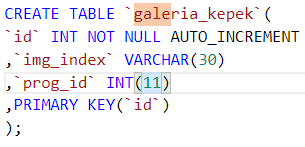 CREATE TABLE `galeria_kepek`(
`id` INT NOT NULL AUTO_INCREMENT
,`img_index` VARCHAR(30)
,`prog_id` INT(11)
,PRIMARY KEY(`id`)
);